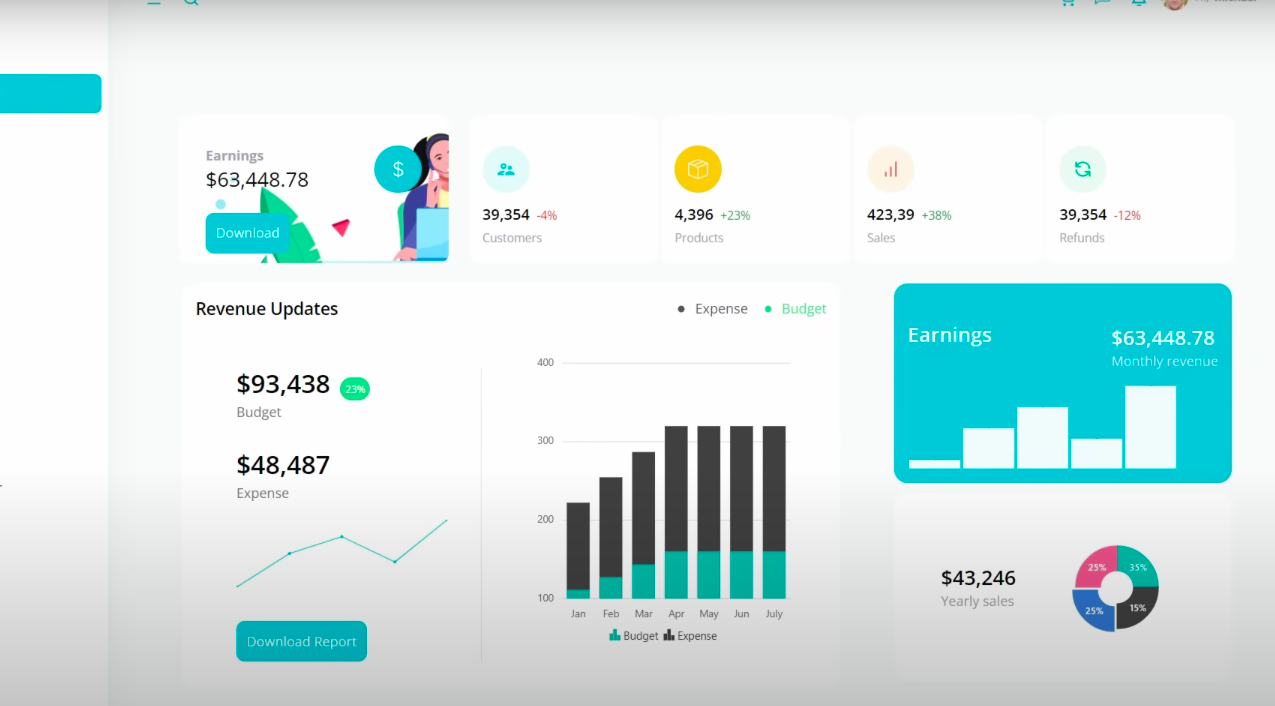 Earnings
$63,448.78
Download
39,354 -4%
Customers
4,396 +23%
Products
423,39 +38%
Sales
39,354 -12%
Refunds
Revenue Updates
Expense
Budget
$93,438 23%
Budget
$48,487
Expense
Download Report
400
300
200
100
Jan Feb Mar Apr May Jun July
Budget Expense
Earnings
$63,448.78
Monthly revenue
$43,246
Yearly sales
25% 35%
25% 15%